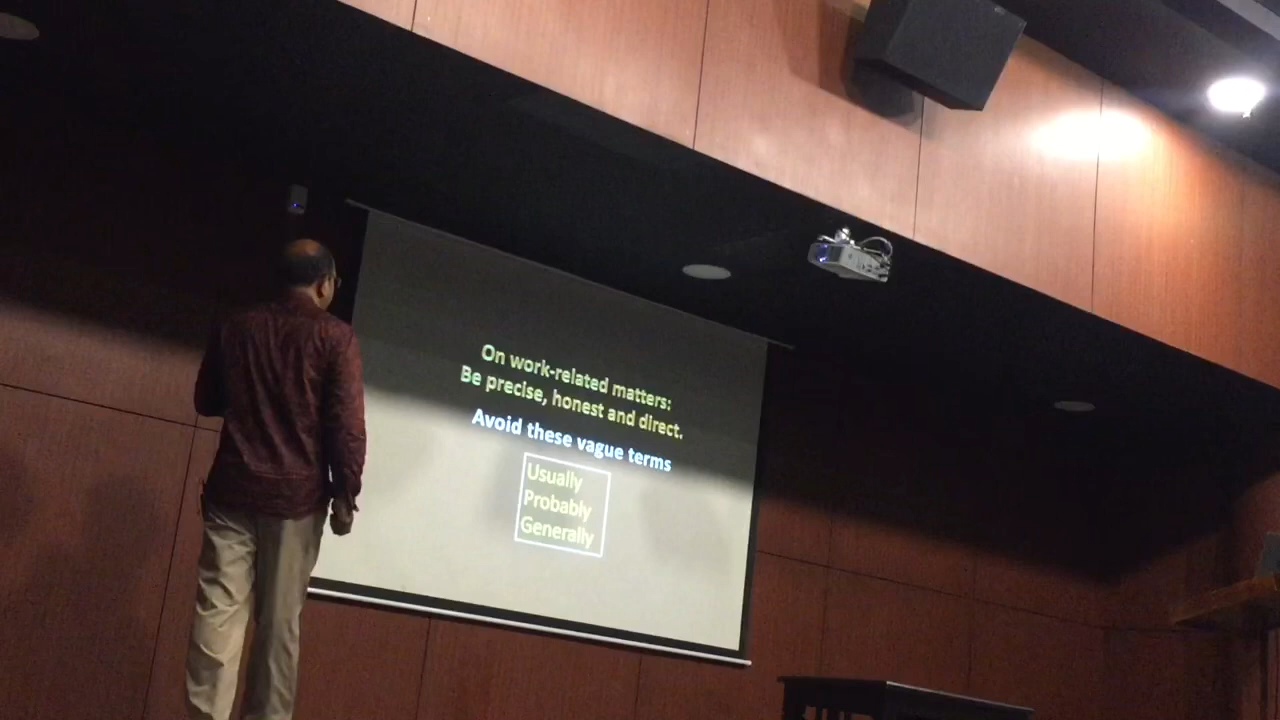 On work-related matters:
Be precise, honest and direct.
Avoid these vague terms
Usually
Probably
Generally